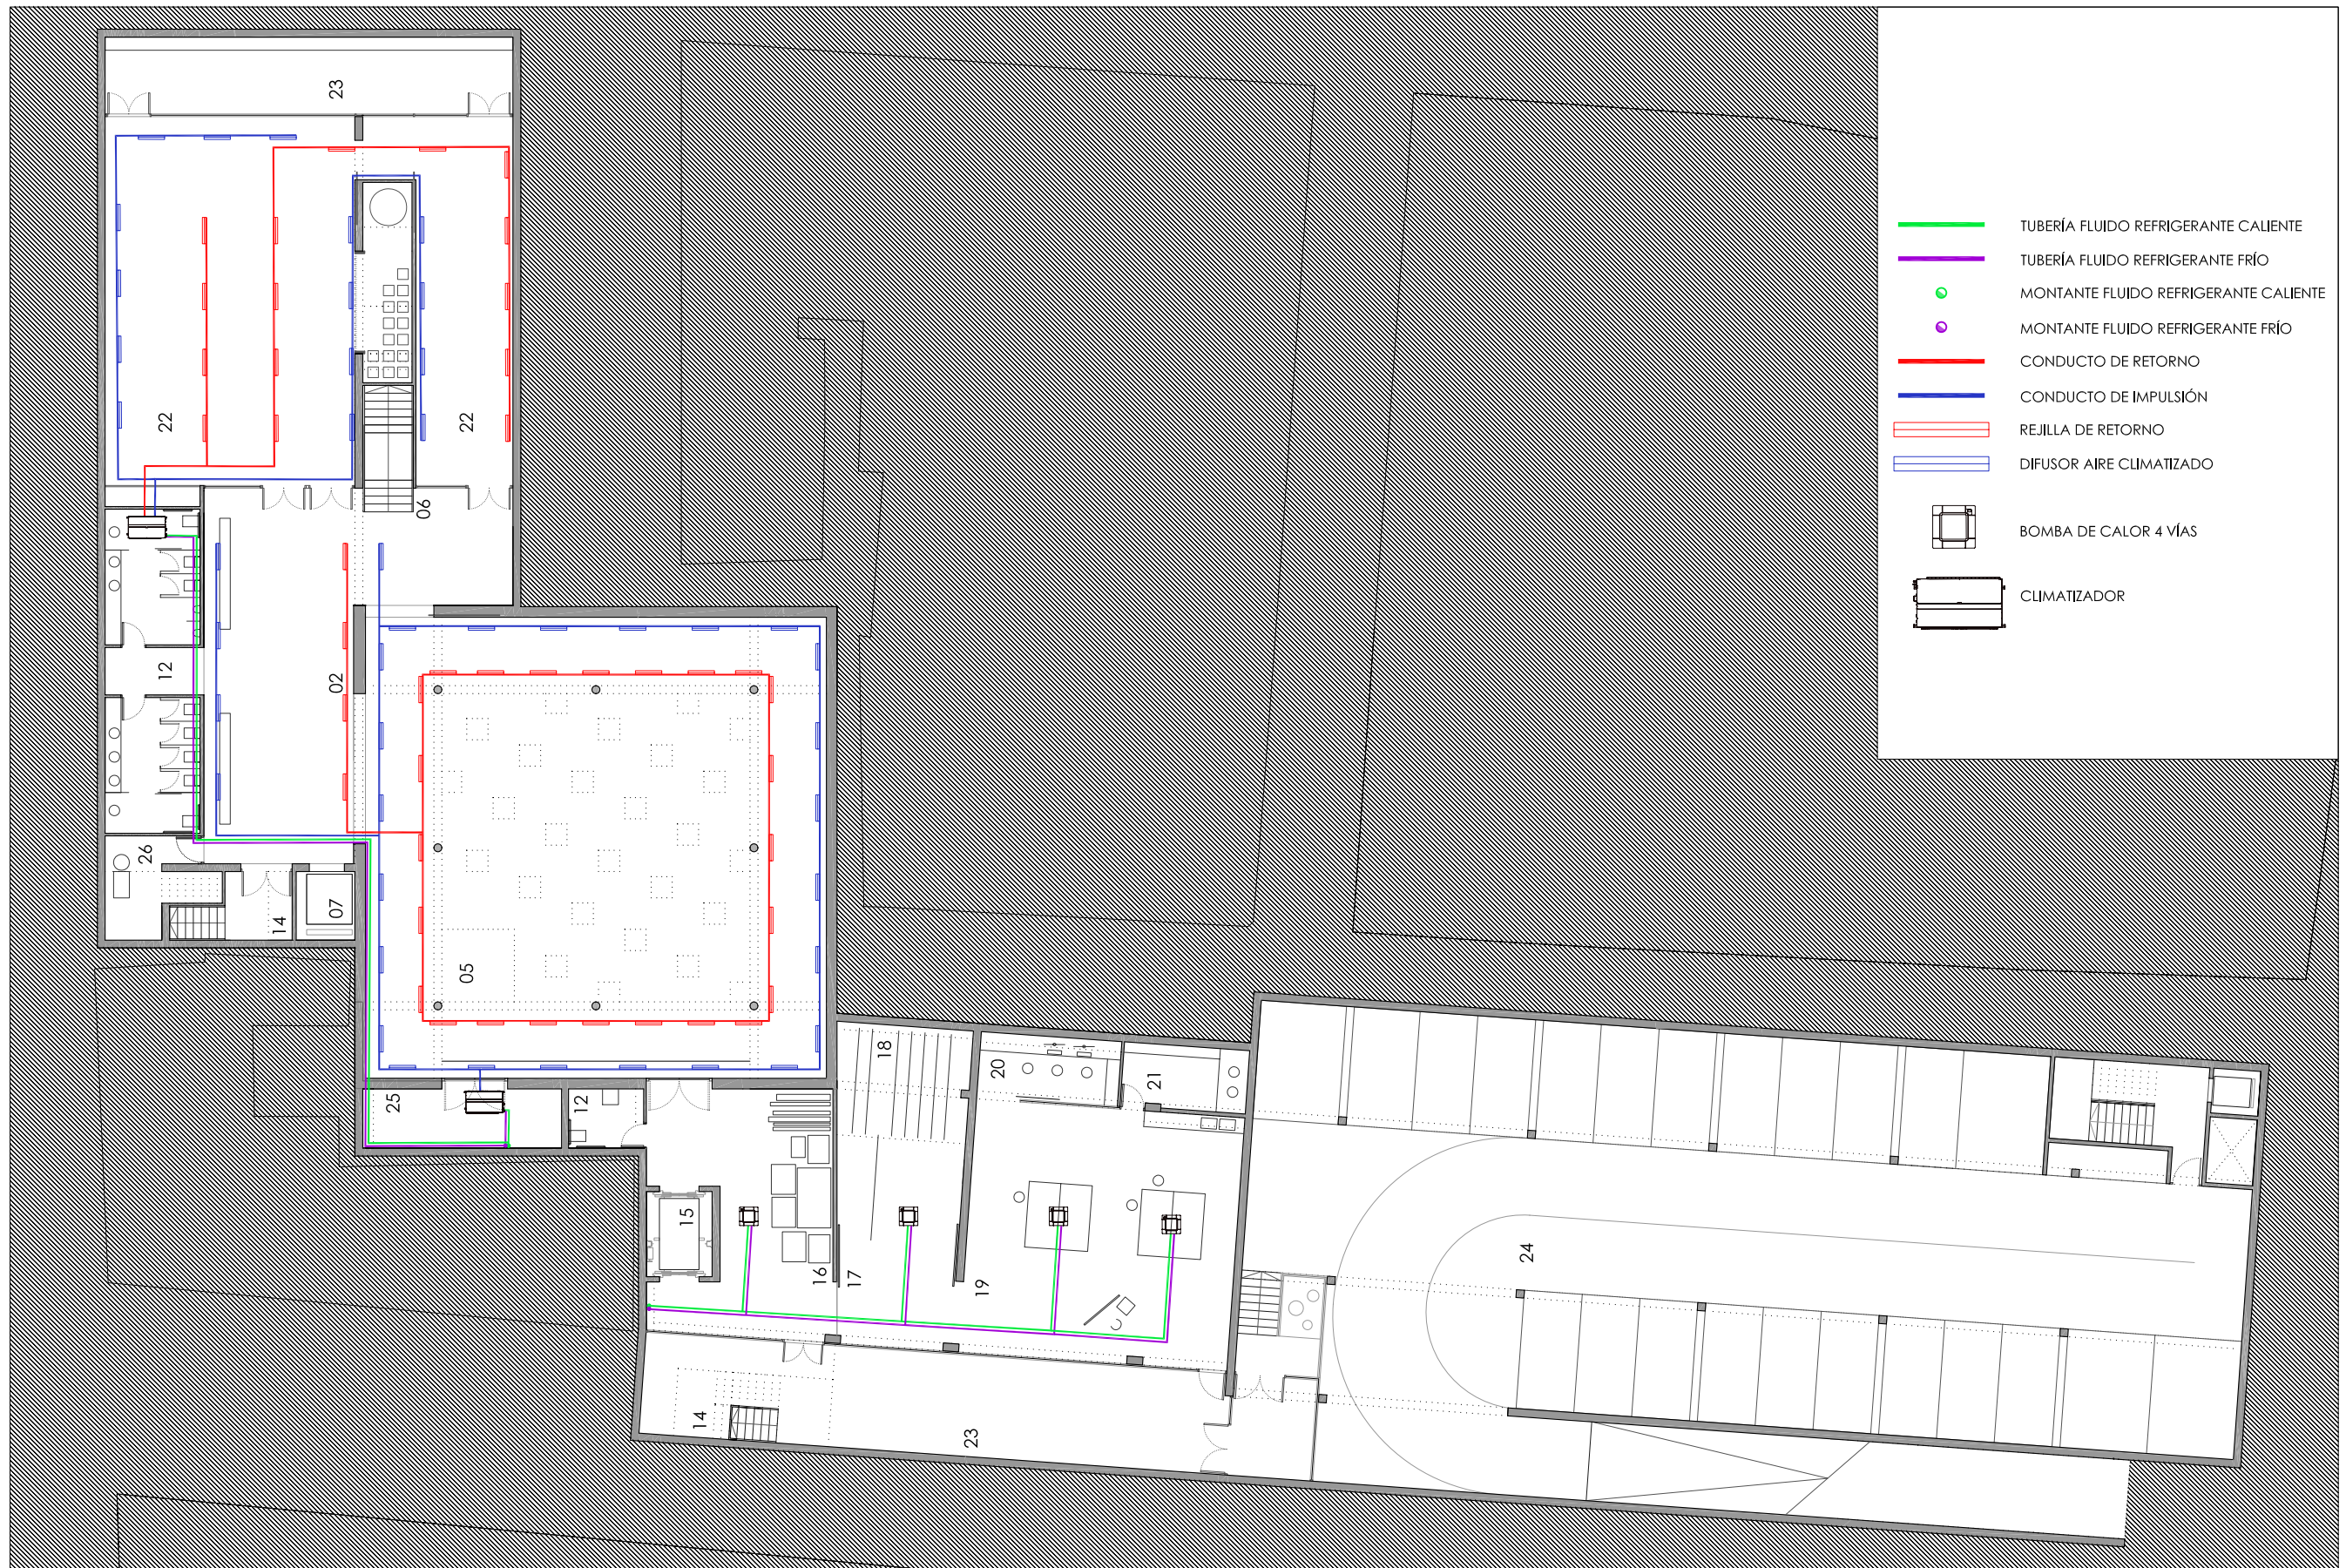 23
22
22
06
02
12
26
14
07
05
25
12
15
16
17
18
19
20
21
24
14
23
TUBERÍA FLUIDO REFRIGERANTE CALIENTE
TUBERÍA FLUIDO REFRIGERANTE FRÍO
MONTANTE FLUIDO REFRIGERANTE CALIENTE
MONTANTE FLUIDO REFRIGERANTE FRÍO
CONDUCTO DE RETORNO
CONDUCTO DE IMPULSIÓN
REJILLA DE RETORNO
DIFUSOR AIRE CLIMATIZADO
BOMBA DE CALOR 4 VÍAS
CLIMATIZADOR